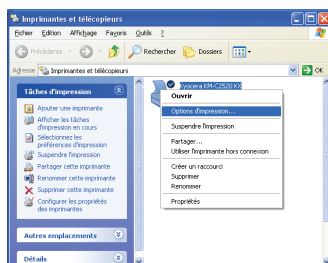 Imprimantes et télécopieurs
Fichier Edition Affichage Favoris Outils ?
Précédente Rechercher Dossiers
Adresse Imprimantes et télécopieurs OK
Tâches d'impression
Ajouter une imprimante
Afficher les tâches
d'impression en cours
Sélectionnez les
préférences d'impression
Suspendre l'impression
Partager cette imprimante
Renommer cette imprimante
Supprimer cette imprimante
Configurer les propriétés
des imprimantes
Autres emplacements
Détails
Kyocera KM-C2520 KX
Ouvrir
Options d'impression...
Suspendre l'impression
Partager...
Utiliser l'imprimante hors connexion
Créer un raccourci
Supprimer
Renommer
Propriétés